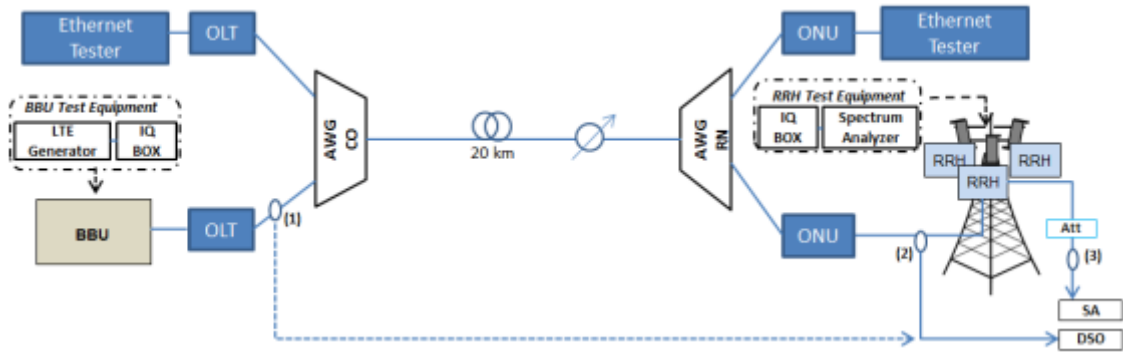 Ethernet
Tester
OLT
ONU
Ethernet
Tester
BBU Test Equipment
LTE
Generator
IQ
BOX
AWG
CO
20 km
AWG
RN
RRH Test Equipment
IQ
BOX
Spectrum
Analyzer
RRH
RRH
RRH
BBU
OLT
(1)
ONU
(2)
Att
(3)
SA
DSO